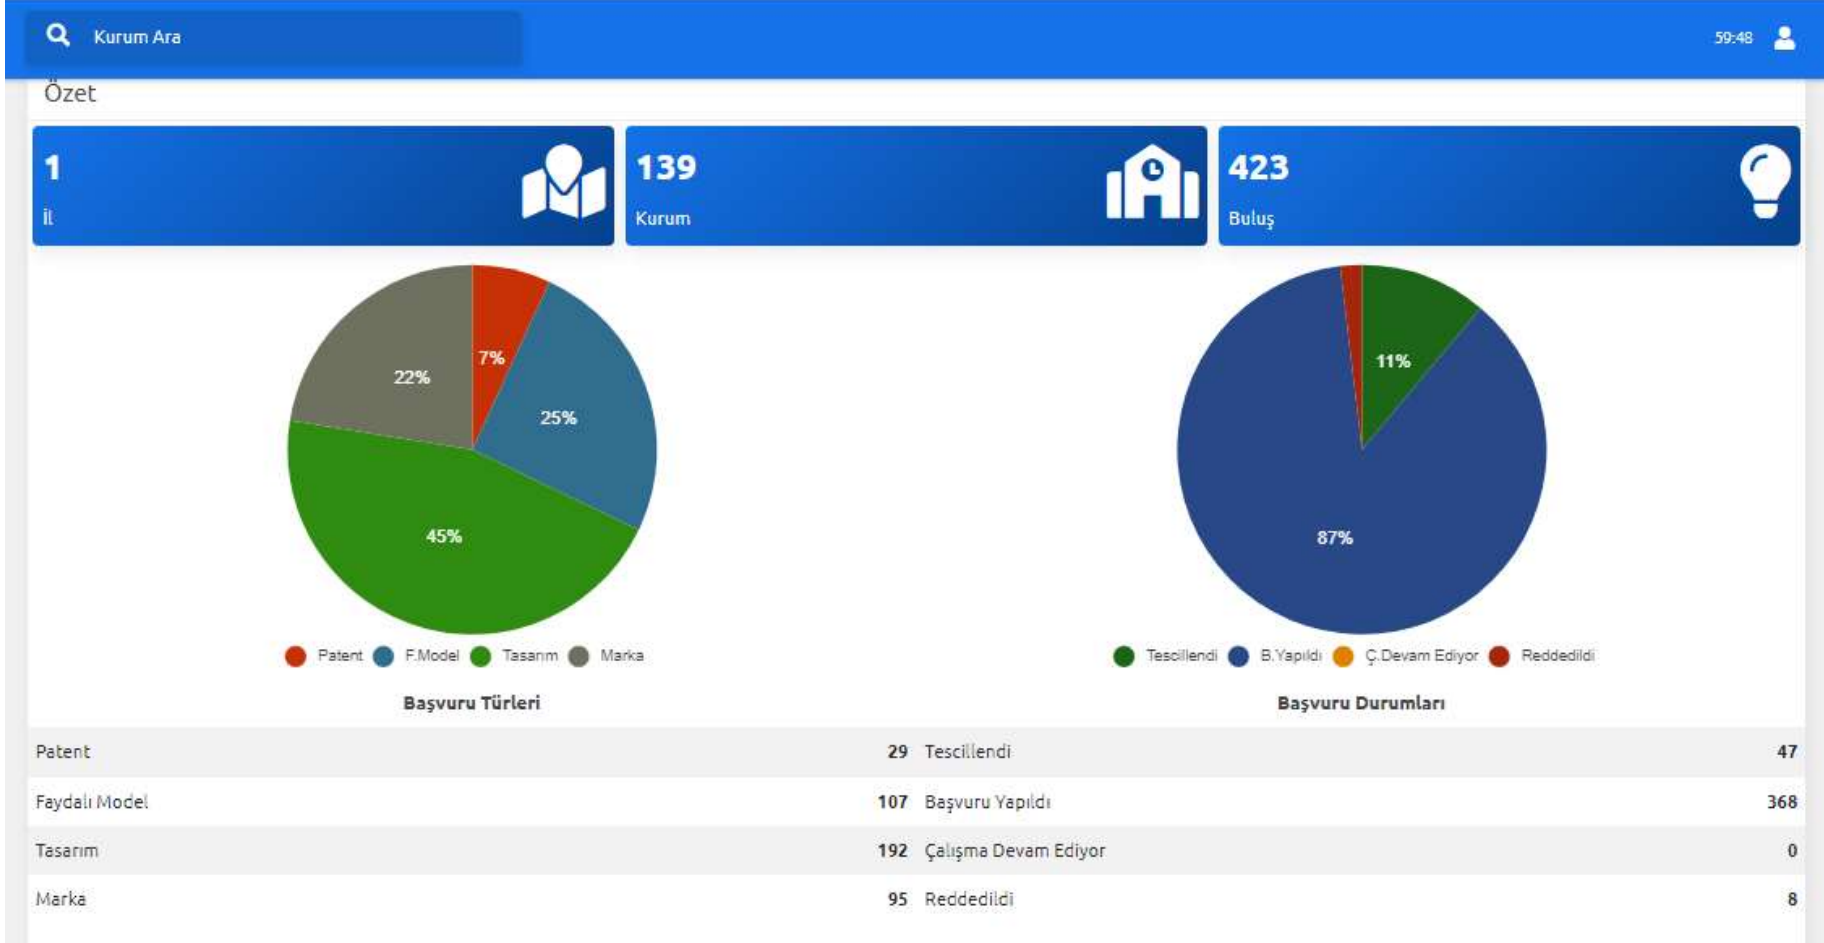 Kurum Ara
59:48
Özet
1
İl
139
Kurum
423
Buluş
7%
22%
25%
45%
Patent F.Model Tasarım Marka
Başvuru Türleri
11%
87%
Tescillendi B.Yapıldı Ç.Devam Ediyor Reddedildi
Başvuru Durumları
Patent 29 Tescillendi 47
Faydalı Model 107 Başvuru Yapıldı 368
Tasarım 192 Çalışma Devam Ediyor 0
Marka 95 Reddedildi 8